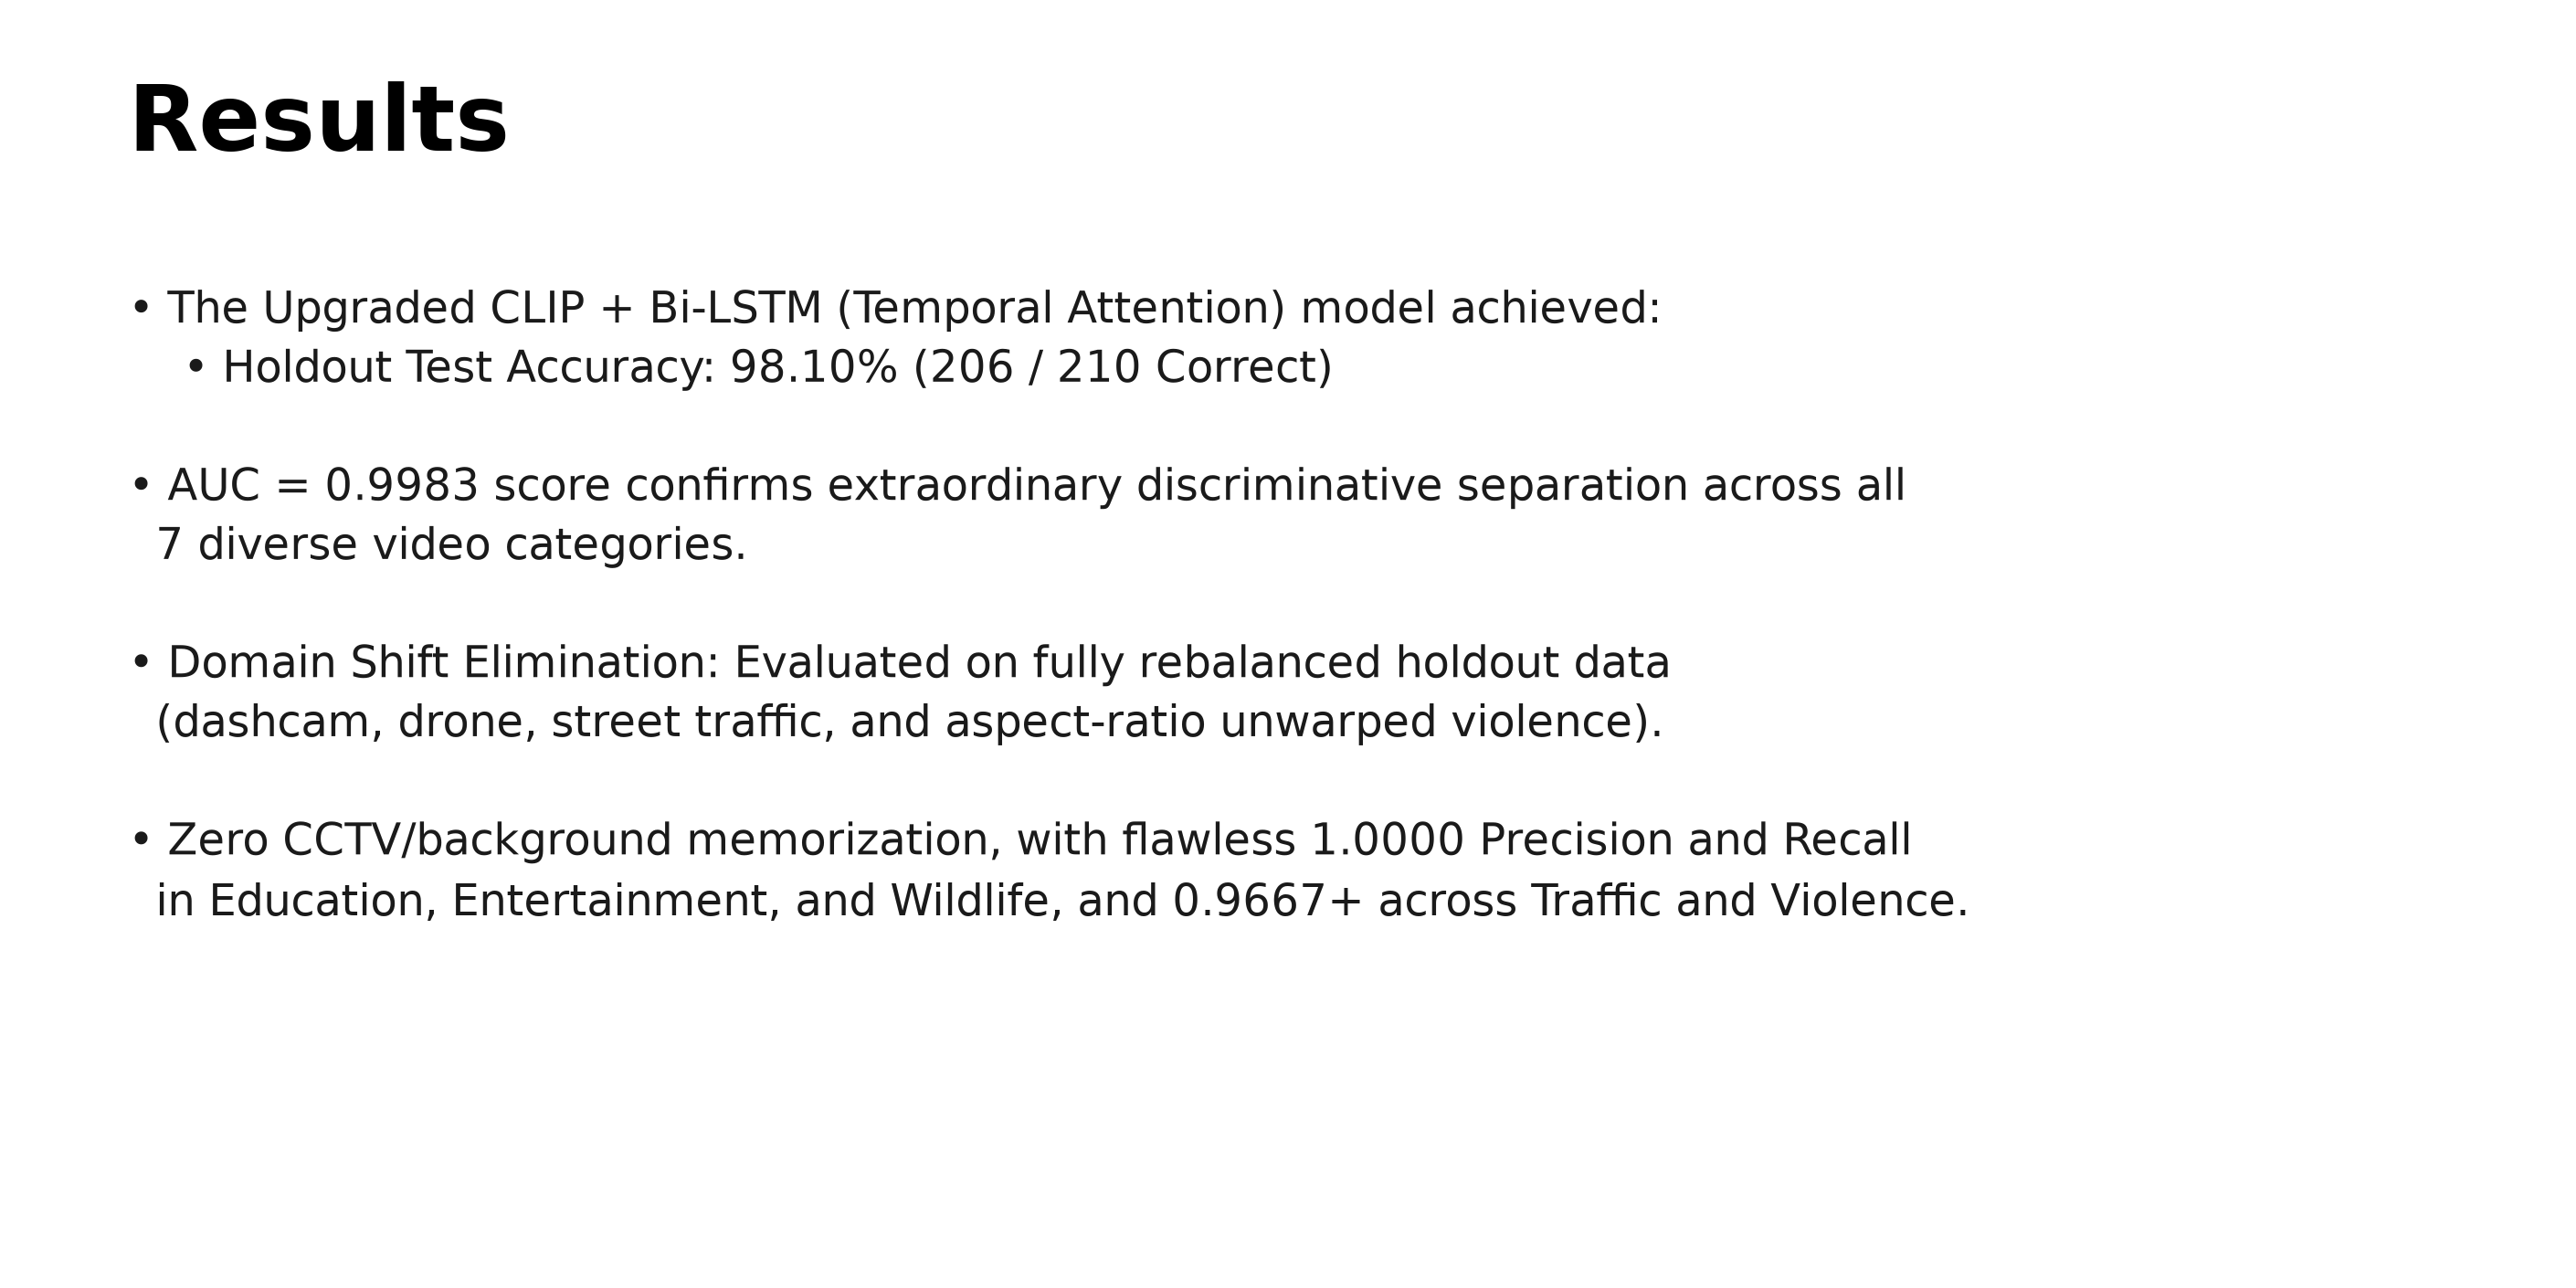 Results
• The Upgraded CLIP + Bi-LSTM (Temporal Attention) model achieved:
• Holdout Test Accuracy: 98.10% (206 / 210 Correct)
• AUC = 0.9983 score confirms extraordinary discriminative separation across all
7 diverse video categories.
• Domain Shift Elimination: Evaluated on fully rebalanced holdout data
(dashcam, drone, street traffic, and aspect-ratio unwarped violence).
• Zero CCTV/background memorization, with flawless 1.0000 Precision and Recall
in Education, Entertainment, and Wildlife, and 0.9667+ across Traffic and Violence.